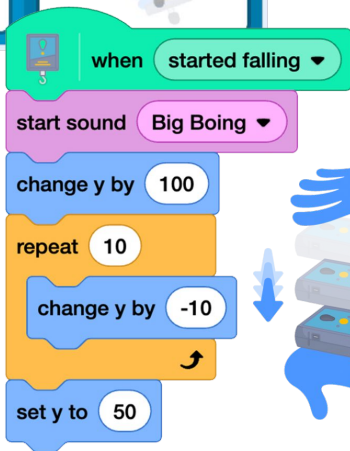 when started falling
start sound Big Boing
change y by 100
repeat 10
change y by -10
set y to 50